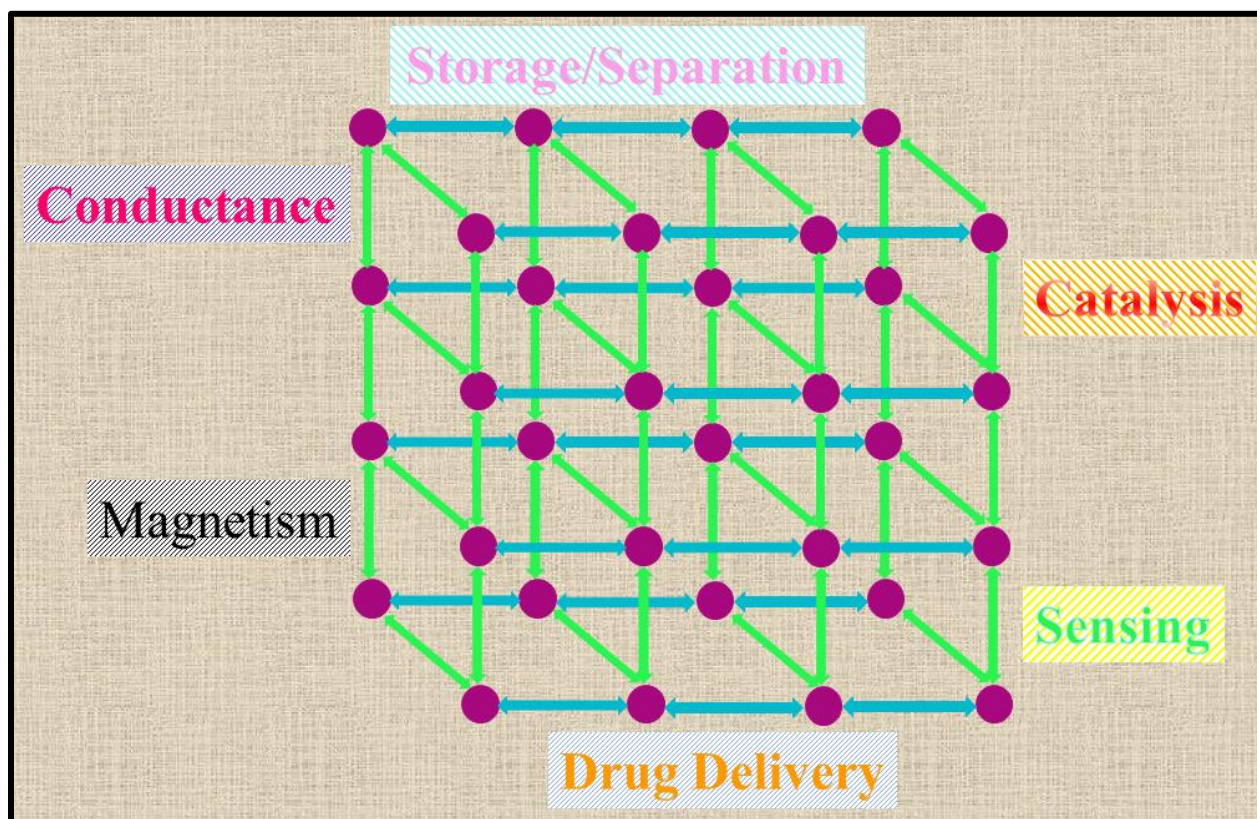 Storage/Separation
Conductance
Catalysis
Magnetism
Sensing
Drug Delivery